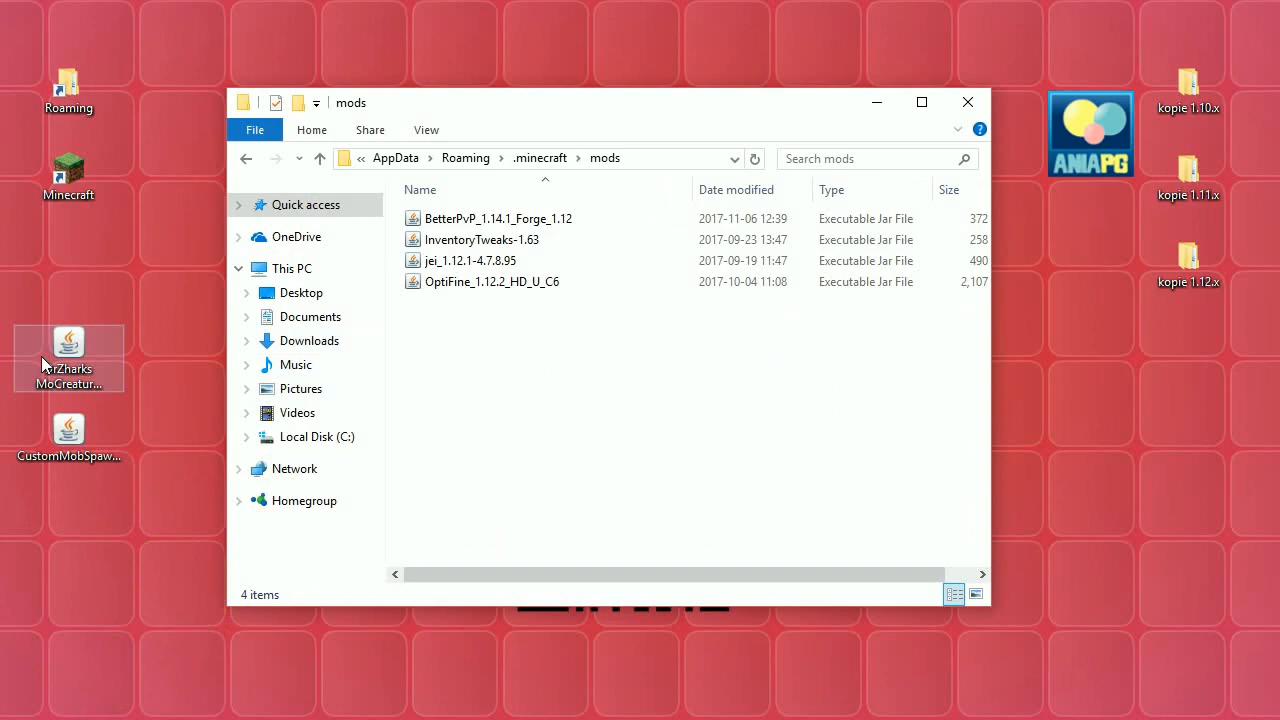 mods
File
Home
Share
View
« AppData
Roaming
.minecraft
mods
Search mods
Name
Date modified
Type
Size
BetterPvP_1.14.1_Forge_1.12
2017-11-06 12:39
Executable Jar File
372
InventoryTweaks-1.63
2017-09-23 13:47
Executable Jar File
258
jei_1.12.1-4.7.8.95
2017-09-19 11:47
Executable Jar File
490
OptiFine_1.12.2_HD_U_C6
2017-10-04 11:08
Executable Jar File
2,107
Quick access
OneDrive
This PC
Desktop
Documents
Downloads
Music
Pictures
Videos
Local Disk (C:)
Network
Homegroup
4 items
Roaming
Minecraft
MoCreatur...
CustomMobSpaw...
ANIAPG
kopie 1.10.x
kopie 1.11.x
kopie 1.12.x